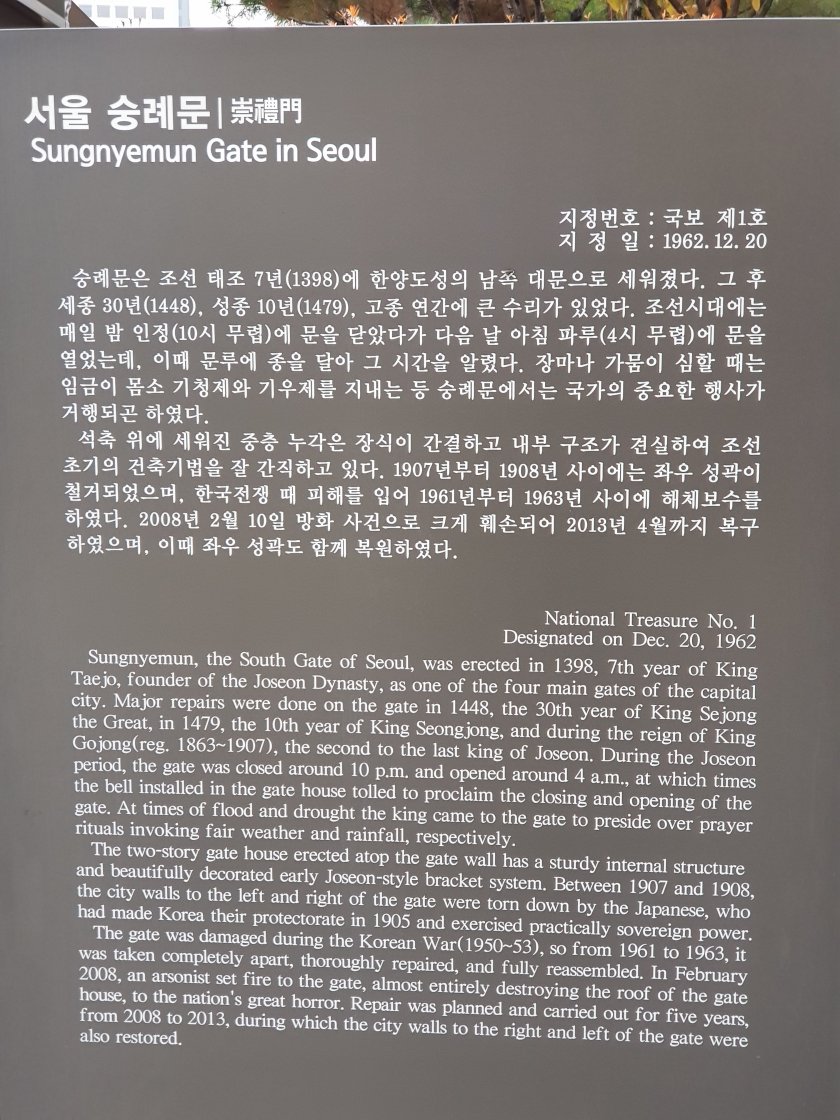 서울 숭례문 | 崇禮門
Sungnyemun Gate in Seoul
지정번호 : 국보 제1호
지 정 일 : 1962. 12. 20
숭례문은 조선 태조 7년(1398)에 한양도성의 남쪽 대문으로 세워졌다. 그 후
세종 30년(1448), 성종 10년(1479), 고종 연간에 큰 수리가 있었다. 조선시대에는
매일 밤 인정(10시 무렵)에 문을 닫았다가 다음 날 아침 파루(4시 무렵)에 문을
열었는데, 이때 문루에 종을 달아 그 시간을 알렸다. 장마나 가뭄이 심할 때는
임금이 몸소 기청제와 기우제를 지내는 등 숭례문에서는 국가의 중요한 행사가
거행되곤 하였다.
석축 위에 세워진 중층 누각은 장식이 간결하고 내부 구조가 견실하여 조선
초기의 건축기법을 잘 간직하고 있다. 1907년부터 1908년 사이에는 좌우 성곽이
철거되었으며, 한국전쟁 때 피해를 입어 1961년부터 1963년 사이에 해체보수를
하였다. 2008년 2월 10일 방화 사건으로 크게 훼손되어 2013년 4월까지 복구
하였으며, 이때 좌우 성곽도 함께 복원하였다.
National Treasure No. 1
Designated on Dec. 20, 1962
Sungnyemun, the South Gate of Seoul, was erected in 1398, 7th year of King
Taejo, founder of the Joseon Dynasty, as one of the four main gates of the capital
city. Major repairs were done on the gate in 1448, the 30th year of King Sejong
the Great, in 1479, the 10th year of King Seongjong, and during the reign of King
Gojong(reg. 1863~1907), the second to the last king of Joseon. During the Joseon
period, the gate was closed around 10 p.m. and opened around 4 a.m., at which times
the bell installed in the gate house tolled to proclaim the closing and opening of the
gate. At times of flood and drought the king came to the gate to preside over prayer
rituals invoking fair weather and rainfall, respectively.
The two-story gate house erected atop the gate wall has a sturdy internal structure
and beautifully decorated early Joseon-style bracket system. Between 1907 and 1908,
the city walls to the left and right of the gate were torn down by the Japanese, who
had made Korea their protectorate in 1905 and exercised practically sovereign power.
The gate was damaged during the Korean War(1950~53), so from 1961 to 1963, it
was taken completely apart, thoroughly repaired, and fully reassembled. In February
2008, an arsonist set fire to the gate, almost entirely destroying the roof of the gate
house, to the nation's great horror. Repair was planned and carried out for five years,
from 2008 to 2013, during which the city walls to the right and left of the gate were
also restored.